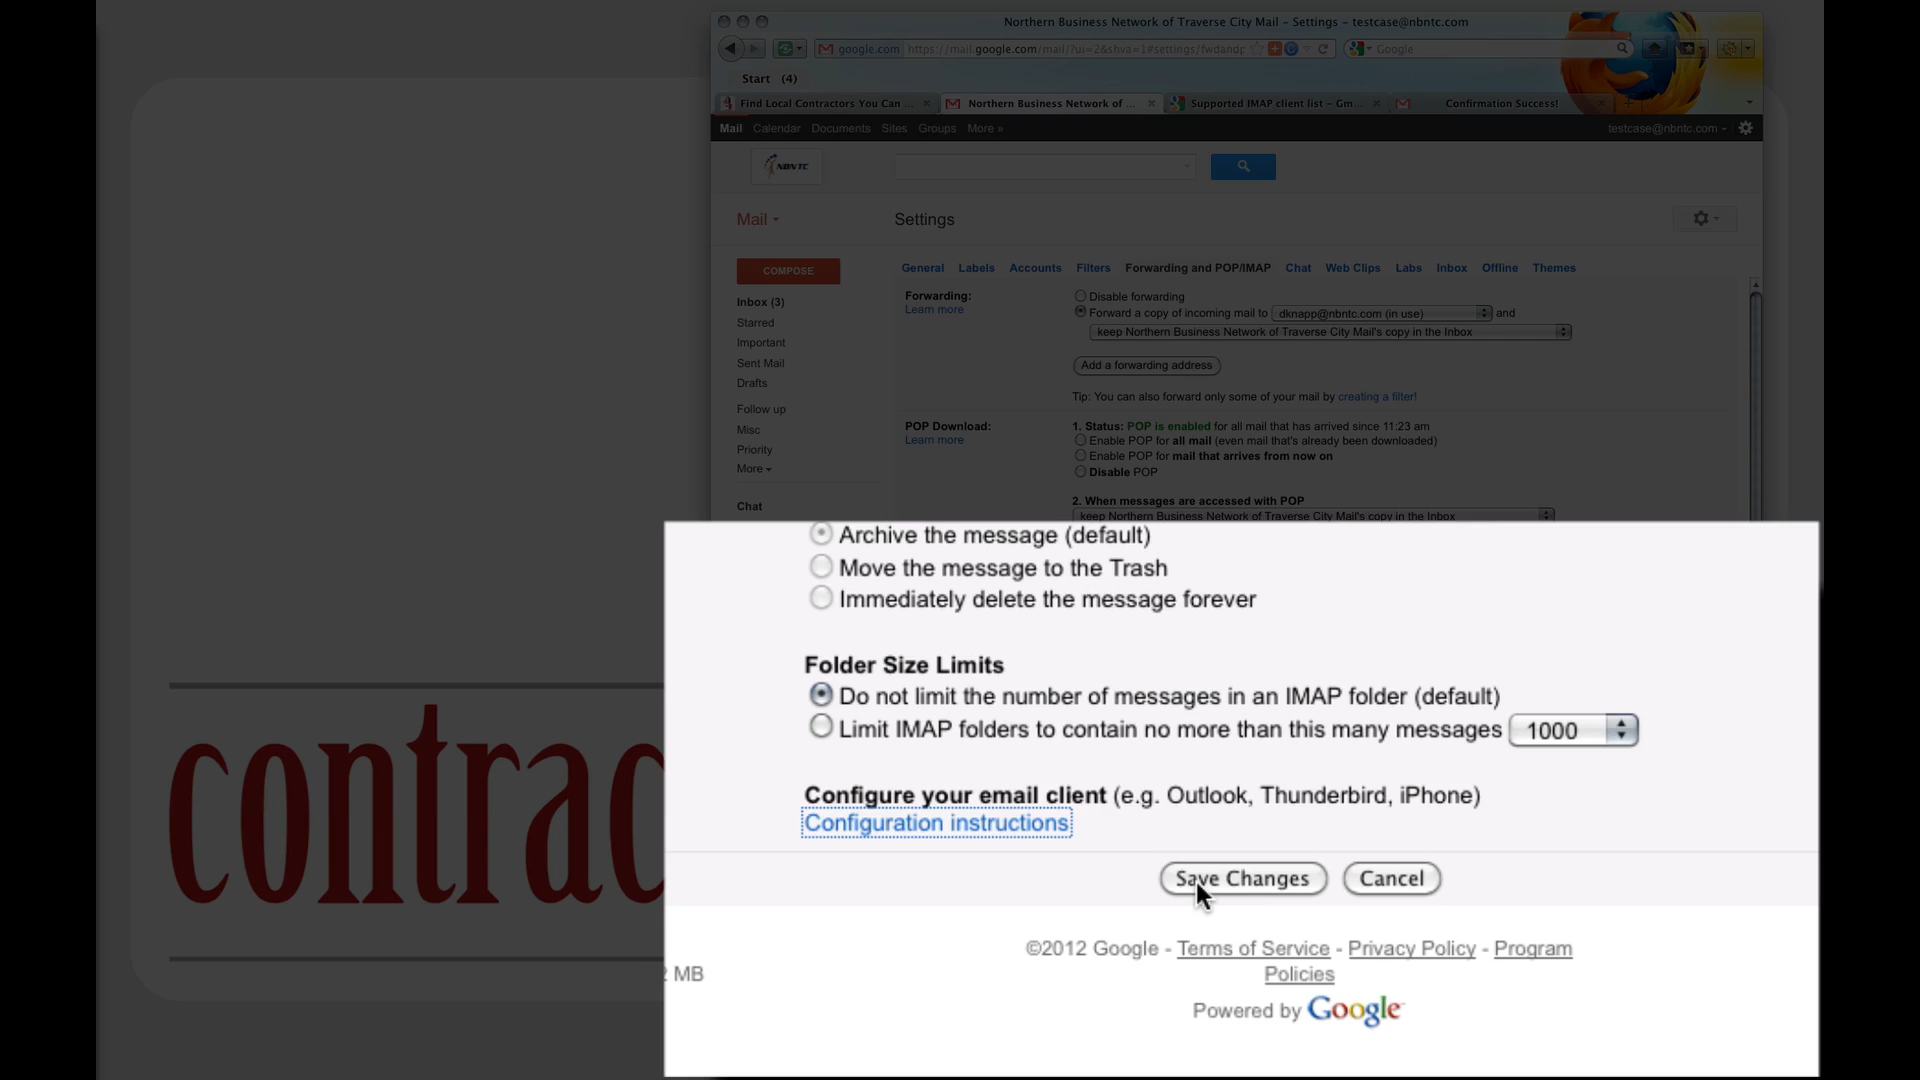 Northern Business Network of Traverse City Mail – Settings – testcase@nbntc.com
google.com https://mail.google.com/mail/?ui=2&shva=1#settings/fwdandp
Google
Start (4)
Find Local Contractors You Can ...
Northern Business Network of ...
Supported IMAP client list – Gm...
Confirmation Success!
Mail Calendar Documents Sites Groups More »
testcase@nbntc.com
NBNTC
Mail
Settings
COMPOSE
General Labels Accounts Filters Forwarding and POP/IMAP Chat Web Clips Labs Inbox Offline Themes
Inbox (3)
Starred
Important
Sent Mail
Drafts
Follow up
Misc
Priority
More
Chat
Forwarding:
Learn more
Disable forwarding
Forward a copy of incoming mail to dknapp@nbntc.com (in use) and
keep Northern Business Network of Traverse City Mail's copy in the Inbox
Add a forwarding address
Tip: You can also forward only some of your mail by creating a filter!
POP Download:
Learn more
1. Status: POP is enabled for all mail that has arrived since 11:23 am
Enable POP for all mail (even mail that's already been downloaded)
Enable POP for mail that arrives from now on
Disable POP
2. When messages are accessed with POP
keep Northern Business Network of Traverse City Mail's copy in the Inbox
Archive the message (default)
Move the message to the Trash
Immediately delete the message forever
Folder Size Limits
Do not limit the number of messages in an IMAP folder (default)
Limit IMAP folders to contain no more than this many messages 1000
Configure your email client (e.g. Outlook, Thunderbird, iPhone)
Configuration instructions
Save Changes Cancel
©2012 Google - Terms of Service - Privacy Policy - Program
Policies
MB
Powered by Google
contrac